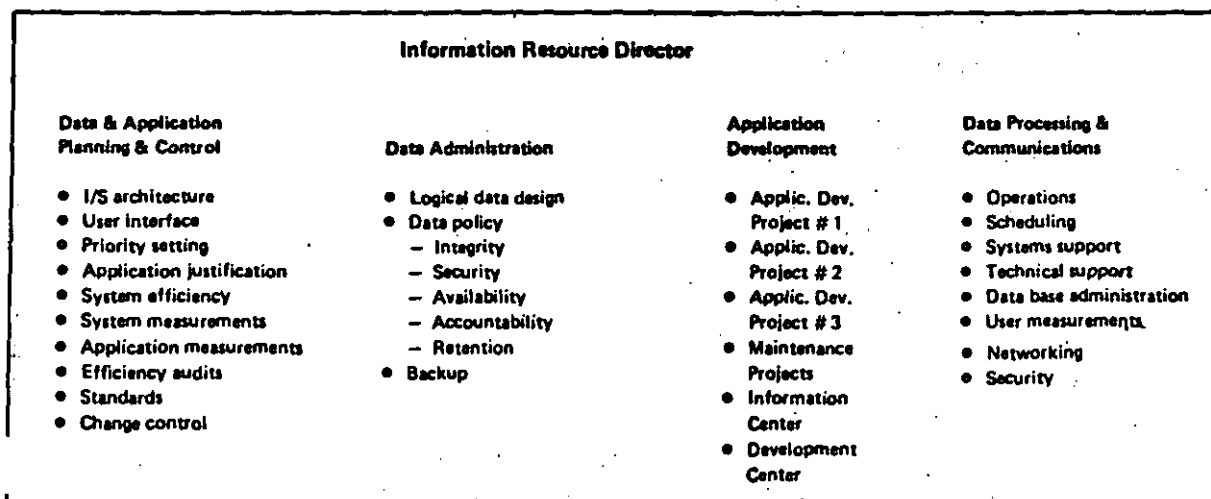 Information Resource Director
Data & Application
Planning & Control
● I/S architecture
● User interface
● Priority setting
● Application justification
● System efficiency
● System measurements
● Application measurements
● Efficiency audits
● Standards
● Change control
Data Administration
● Logical data design
● Data policy
– Integrity
– Security
– Availability
– Accountability
– Retention
● Backup
Application
Development
● Applic. Dev.
Project # 1
● Applic. Dev.
Project # 2
● Applic. Dev.
Project # 3
● Maintenance
Projects
● Information
Center
● Development
Center
Data Processing &
Communications
● Operations
● Scheduling
● Systems support
● Technical support
● Data base administration
● User measurements
● Networking
● Security